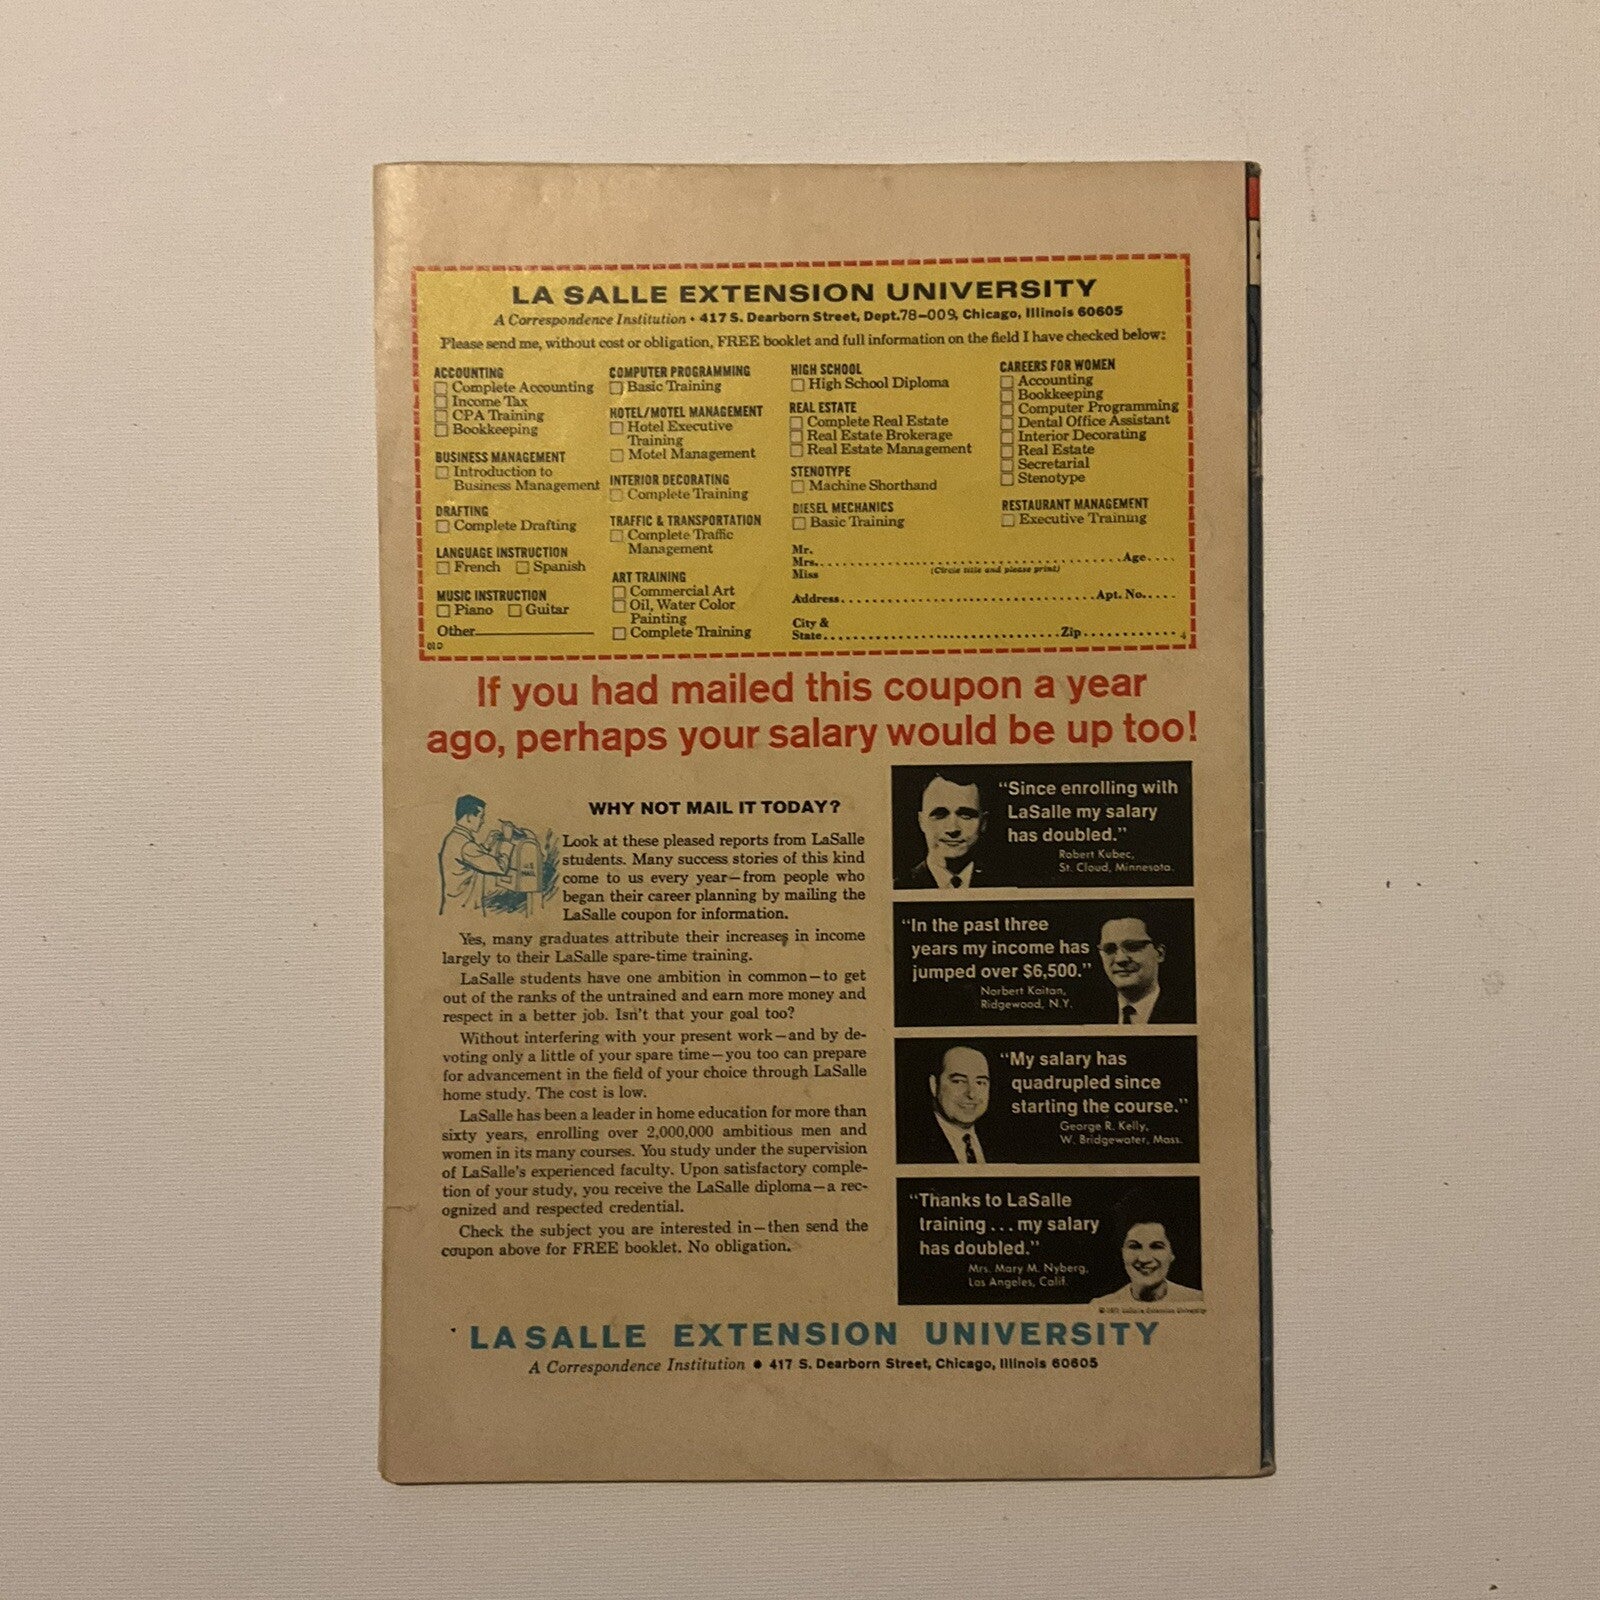 LA SALLE EXTENSION UNIVERSITY
A Correspondence Institution • 417 S. Dearborn Street, Dept. 78-009, Chicago, Illinois 60605
Please send me, without cost or obligation, FREE booklet and full information on the field I have checked below:
ACCOUNTING
Complete Accounting
Income Tax
CPA Training
Bookkeeping
BUSINESS MANAGEMENT
Introduction to
Business Management
DRAFTING
Complete Drafting
LANGUAGE INSTRUCTION
French Spanish
MUSIC INSTRUCTION
Piano Guitar
Other
01D
COMPUTER PROGRAMMING
Basic Training
HOTEL/MOTEL MANAGEMENT
Hotel Executive
Training
Motel Management
INTERIOR DECORATING
Complete Training
TRAFFIC & TRANSPORTATION
Complete Traffic
Management
ART TRAINING
Commercial Art
Oil, Water Color
Painting
Complete Training
HIGH SCHOOL
High School Diploma
REAL ESTATE
Complete Real Estate
Real Estate Brokerage
Real Estate Management
STENOTYPE
Machine Shorthand
DIESEL MECHANICS
Basic Training
CAREERS FOR WOMEN
Accounting
Bookkeeping
Computer Programming
Dental Office Assistant
Interior Decorating
Real Estate
Secretarial
Stenotype
RESTAURANT MANAGEMENT
Executive Training
Mr.
Mrs. Age
Miss (Circle title and please print)
Address Apt. No.
City &
State Zip 4
If you had mailed this coupon a year
ago, perhaps your salary would be up too!
U.S.
MAIL
WHY NOT MAIL IT TODAY?
Look at these pleased reports from LaSalle
students. Many success stories of this kind
come to us every year—from people who
began their career planning by mailing the
LaSalle coupon for information.
Yes, many graduates attribute their increases in income
largely to their LaSalle spare-time training.
LaSalle students have one ambition in common—to get
out of the ranks of the untrained and earn more money and
respect in a better job. Isn't that your goal too?
Without interfering with your present work—and by de-
voting only a little of your spare time—you too can prepare
for advancement in the field of your choice through LaSalle
home study. The cost is low.
LaSalle has been a leader in home education for more than
sixty years, enrolling over 2,000,000 ambitious men and
women in its many courses. You study under the supervision
of LaSalle's experienced faculty. Upon satisfactory comple-
tion of your study, you receive the LaSalle diploma—a rec-
ognized and respected credential.
Check the subject you are interested in—then send the
coupon above for FREE booklet. No obligation.
"Since enrolling with
LaSalle my salary
has doubled."
Robert Kubec,
St. Cloud, Minnesota.
"In the past three
years my income has
jumped over $6,500."
Norbert Kaitan,
Ridgewood, N.Y.
"My salary has
quadrupled since
starting the course."
George R. Kelly,
W. Bridgewater, Mass.
"Thanks to LaSalle
training . . . my salary
has doubled."
Mrs. Mary M. Nyberg,
Los Angeles, Calif.
LaSalle Extension University
LASALLE EXTENSION UNIVERSITY
A Correspondence Institution • 417 S. Dearborn Street, Chicago, Illinois 60605